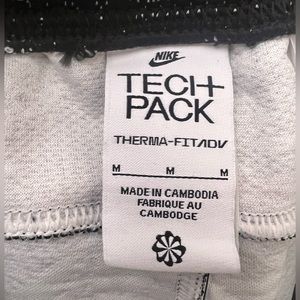 NIKE
TECH
PACK
THERMA-FITADV
M M M
MADE IN CAMBODIA
FABRIQUE AU
CAMBODGE